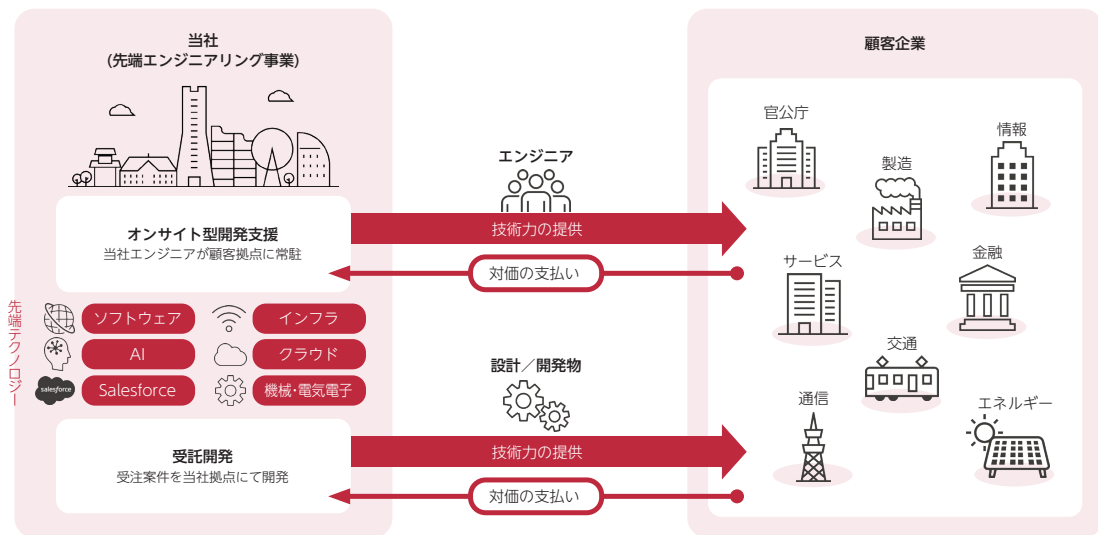 当社
(先端エンジニアリング事業)
オンサイト型開発支援
当社エンジニアが顧客拠点に常駐
先端テクノロジー
ソフトウェア
インフラ
AI
クラウド
salesforce
Salesforce
機械・電気電子
受託開発
受注案件を当社拠点にて開発
エンジニア
技術力の提供
対価の支払い
設計／開発物
技術力の提供
対価の支払い
顧客企業
官公庁
情報
製造
サービス
金融
交通
通信
エネルギー